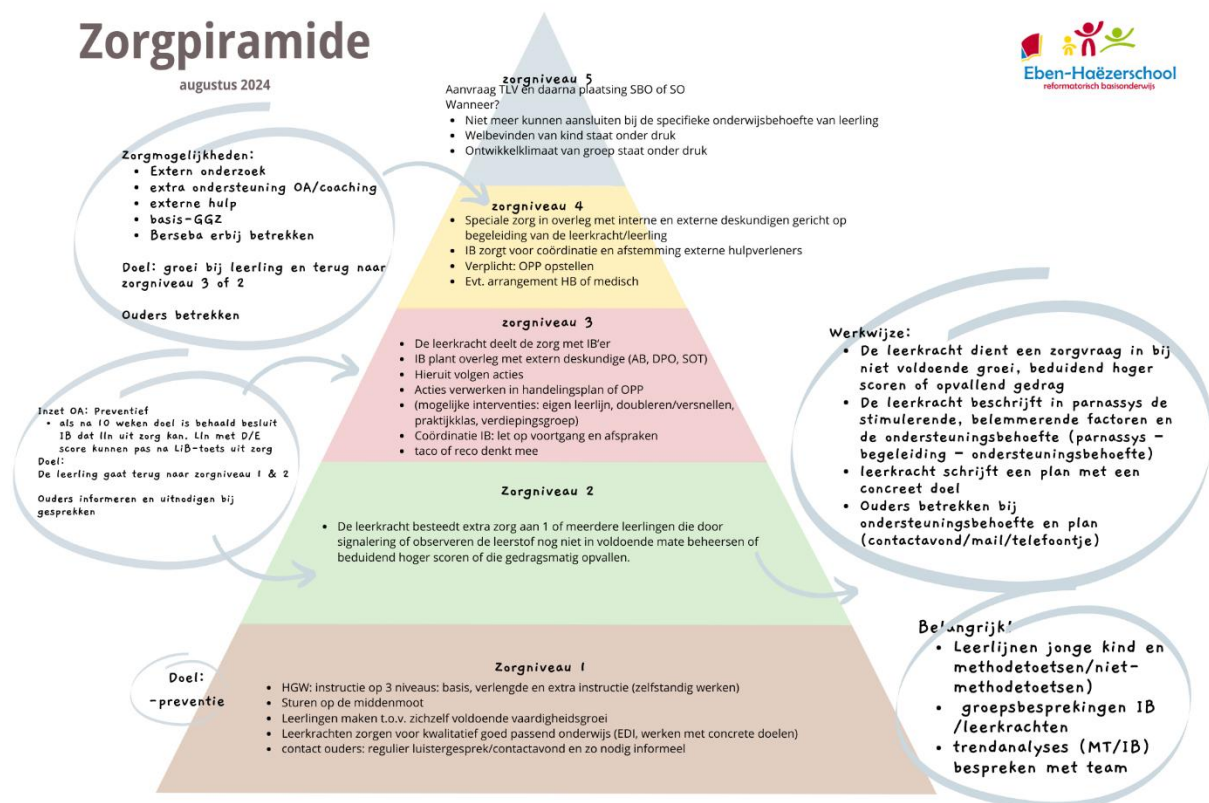 Zorgpiramide
augustus 2024
Eben-Haëzerschool
reformatorisch basisonderwijs
zorgniveau 5
Aanvraag TLV en daarna plaatsing SBO of SO
Wanneer?
• Niet meer kunnen aansluiten bij de specifieke onderwijsbehoefte van leerling
• Welbevinden van kind staat onder druk
• Ontwikkelklimaat van groep staat onder druk
Zorgmogelijkheden:
• Extern onderzoek
• extra ondersteuning OA/coaching
• externe hulp
• basis-GGZ
• Berseba erbij betrekken
Doel: groei bij leerling en terug naar
zorgniveau 3 of 2
Ouders betrekken
zorgniveau 4
• Speciale zorg in overleg met interne en externe deskundigen gericht op
begeleiding van de leerkracht/leerling
• IB zorgt voor coördinatie en afstemming externe hulpverleners
• Verplicht: OPP opstellen
• Evt. arrangement HB of medisch
zorgniveau 3
• De leerkracht deelt de zorg met IB'er
• IB plant overleg met extern deskundige (AB, DPO, SOT)
• Hieruit volgen acties
• Acties verwerken in handelingsplan of OPP
• (mogelijke interventies: eigen leerlijn, doubleren/versnellen,
praktijkklas, verdiepingsgroep)
• Coördinatie IB: let op voortgang en afspraken
• taco of reco denkt mee
Inzet OA: Preventief
• als na 10 weken doel is behaald besluit
IB dat lln uit zorg kan. Lln met D/E
score kunnen pas na LiB-toets uit zorg
Doel:
De leerling gaat terug naar zorgniveau 1 & 2
Ouders informeren en uitnodigen bij
gesprekken
Werkwijze:
• De leerkracht dient een zorgvraag in bij
niet voldoende groei, beduidend hoger
scoren of opvallend gedrag
• De leerkracht beschrijft in parnassys de
stimulerende, belemmerende factoren en
de ondersteuningsbehoefte (parnassys -
begeleiding - ondersteuningsbehoefte)
• leerkracht schrijft een plan met een
concreet doel
• Ouders betrekken bij
ondersteuningsbehoefte en plan
(contactavond/mail/telefoontje)
Zorgniveau 2
• De leerkracht besteedt extra zorg aan 1 of meerdere leerlingen die door
signalering of observeren de leerstof nog niet in voldoende mate beheersen of
beduidend hoger scoren of die gedragsmatig opvallen.
Belangrijk!
• Leerlijnen jonge kind en
methodetoetsen/niet-
methodetoetsen)
• groepsbesprekingen IB
/leerkrachten
• trendanalyses (MT/IB)
bespreken met team
Doel:
-preventie
Zorgniveau 1
• HGW: instructie op 3 niveaus: basis, verlengde en extra instructie (zelfstandig werken)
• Sturen op de middenmoot
• Leerlingen maken t.o.v. zichzelf voldoende vaardigheidsgroei
• Leerkrachten zorgen voor kwalitatief goed passend onderwijs (EDI, werken met concrete doelen)
• contact ouders: regulier luistergesprek/contactavond en zo nodig informeel